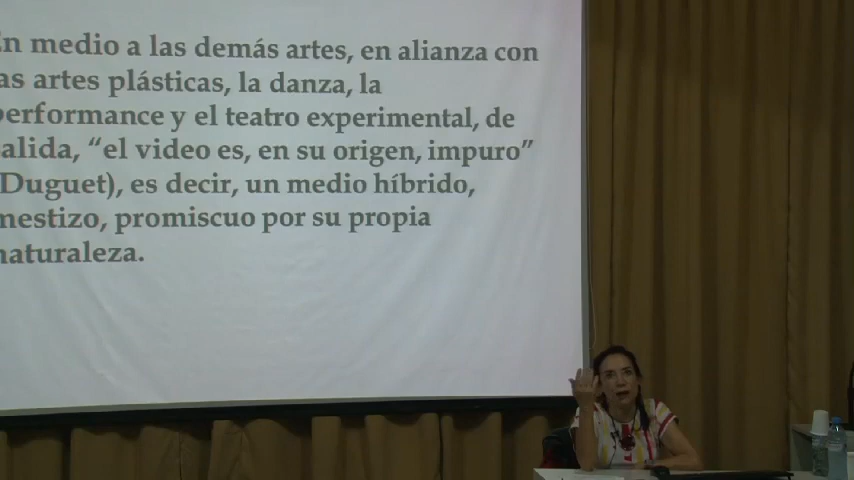 n medio a las demás artes, en alianza con
as artes plásticas, la danza, la
erformance y el teatro experimental, de
alida, “el video es, en su origen, impuro”
Duguet), es decir, un medio híbrido,
mestizo, promiscuo por su propia
naturaleza.